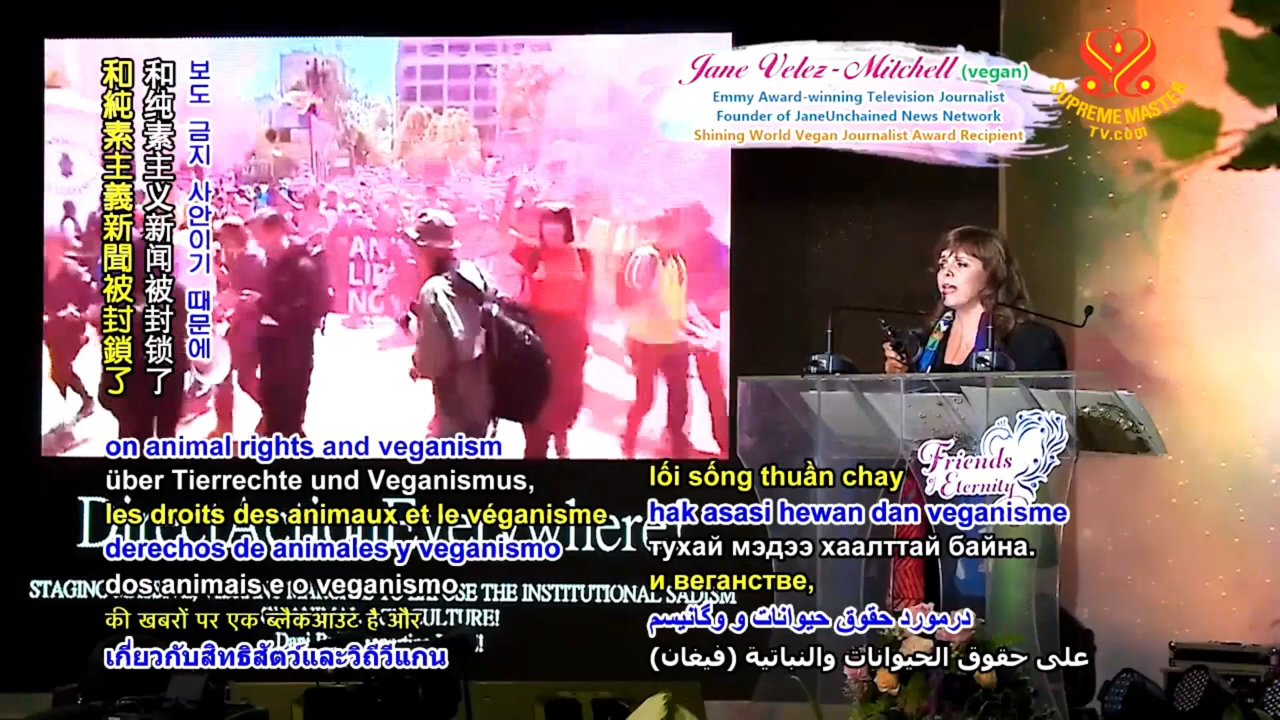 보도 금지 사안이기 때문에
和纯素主义新闻被封锁了
和純素主義新聞被封鎖了
Jane Velez-Mitchell (vegan)
Emmy Award-winning Television Journalist
Founder of JaneUnchained News Network
Shining World Vegan Journalist Award Recipient
SUPREME MASTER
TV.com
Friends
of Eternity
on animal rights and veganism
über Tierrechte und Veganismus,
les droits des animaux et le véganisme
derechos de animales y veganismo
dos animais e o veganismo
की खबरों पर एक ब्लैकआउट है और
เกี่ยวกับสิทธิสัตว์และวิถีวีแกน
lối sống thuần chay
hak asasi hewan dan veganisme
тухай мэдээ хаалттай байна.
и веганстве,
درمورد حقوق حیوانات و وگانیسم
على حقوق الحيوانات والنباتية (فيغان)
Direct Action Everywhere!
THE INSTITUTIONAL SADISM